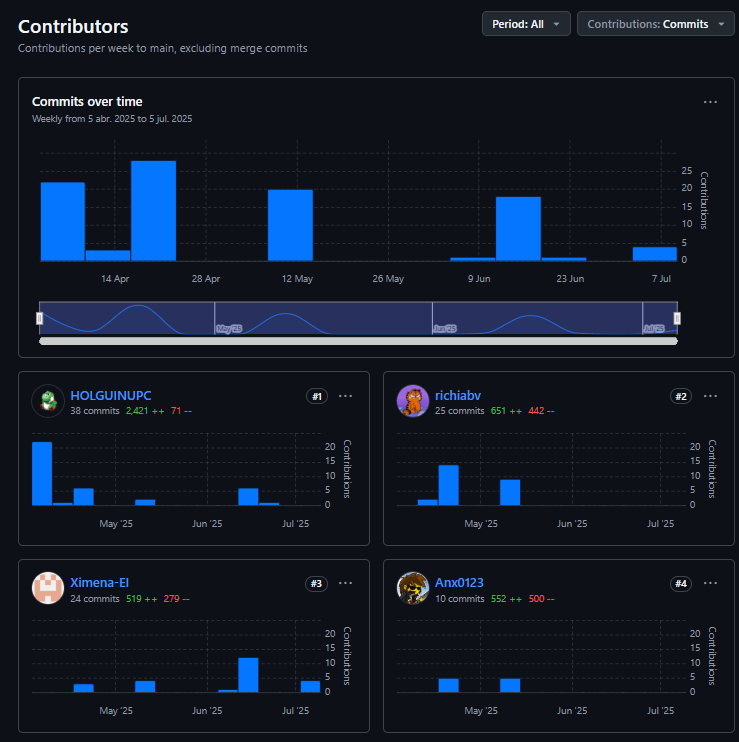 Contributors
Period: All
Contributions: Commits
Contributions per week to main, excluding merge commits
Commits over time
Weekly from 5 abr. 2025 to 5 jul. 2025
25
20
15
10
5
0
Contributions
14 Apr 28 Apr 12 May 26 May 9 Jun 23 Jun 7 Jul
May '25 Jun '25 Jul '25
HOLGUINUPC #1
38 commits 2,421 ++ 71 --
20
15
10
5
0
Contributions
May '25 Jun '25 Jul '25
richiabv #2
25 commits 651 ++ 442 --
20
15
10
5
0
Contributions
May '25 Jun '25 Jul '25
Ximena-EI #3
24 commits 519 ++ 279 --
20
15
10
5
0
Contributions
May '25 Jun '25 Jul '25
Anx0123 #4
10 commits 552 ++ 500 --
20
15
10
5
0
Contributions
May '25 Jun '25 Jul '25